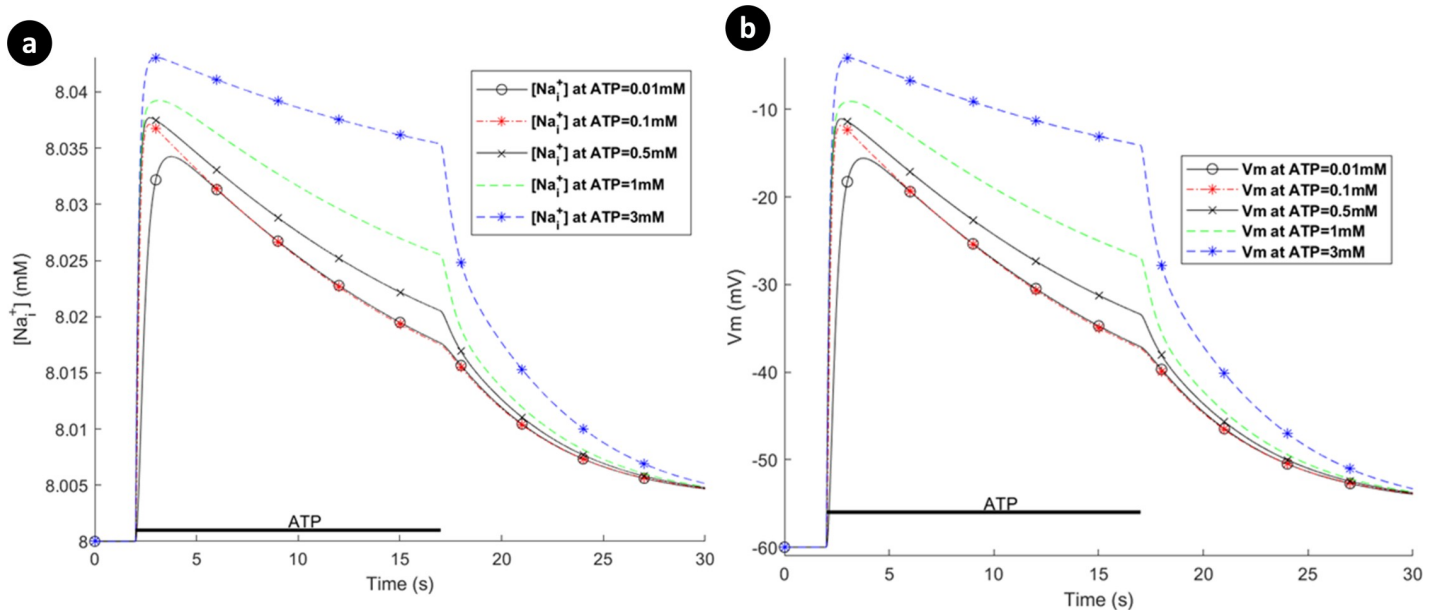 a
8.04
8.035
8.03
8.025
8.02
8.015
8.01
8.005
8
[Na+i] (mM)
[Na+i] at ATP=0.01mM
[Na+i] at ATP=0.1mM
[Na+i] at ATP=0.5mM
[Na+i] at ATP=1mM
[Na+i] at ATP=3mM
ATP
0 5 10 15 20 25 30
Time (s)
b
-10
-20
-30
-40
-50
-60
Vm (mV)
Vm at ATP=0.01mM
Vm at ATP=0.1mM
Vm at ATP=0.5mM
Vm at ATP=1mM
Vm at ATP=3mM
ATP
0 5 10 15 20 25 30
Time (s)